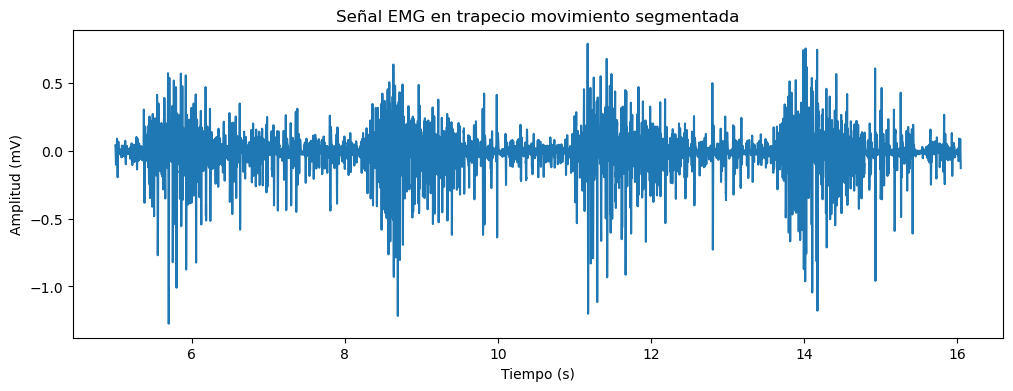 Señal EMG en trapecio movimiento segmentada
0.5
0.0
−0.5
−1.0
Amplitud (mV)
6 8 10 12 14 16
Tiempo (s)